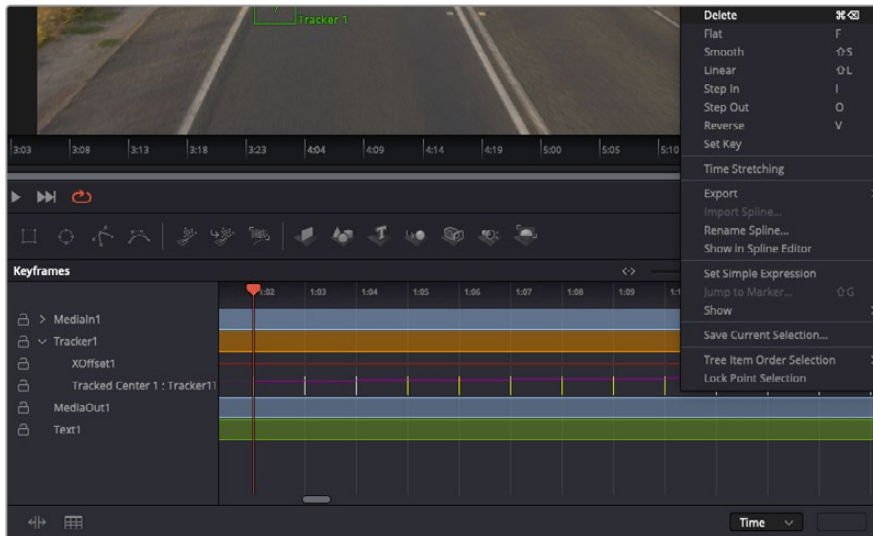 Tracker 1
Delete ⌘⌫
Flat F
Smooth ⇧S
Linear ⇧L
Step In I
Step Out O
Reverse V
Set Key
Time Stretching
Export
Import Spline...
Rename Spline...
Show in Spline Editor
Set Simple Expression
Jump to Marker... ⇧G
Show
Save Current Selection...
Tree Item Order Selection
Lock Point Selection
3:03 3:08 3:13 3:18 3:23 4:04 4:09 4:14 4:19 5:00 5:05 5:10
Keyframes
1:02 1:03 1:04 1:05 1:06 1:07 1:08 1:09
MediaIn1
Tracker1
XOffset1
Tracked Center 1 : Tracker11
MediaOut1
Text1
Time